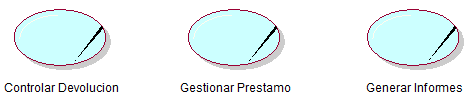 Controlar Devolucion
Gestionar Prestamo
Generar Informes